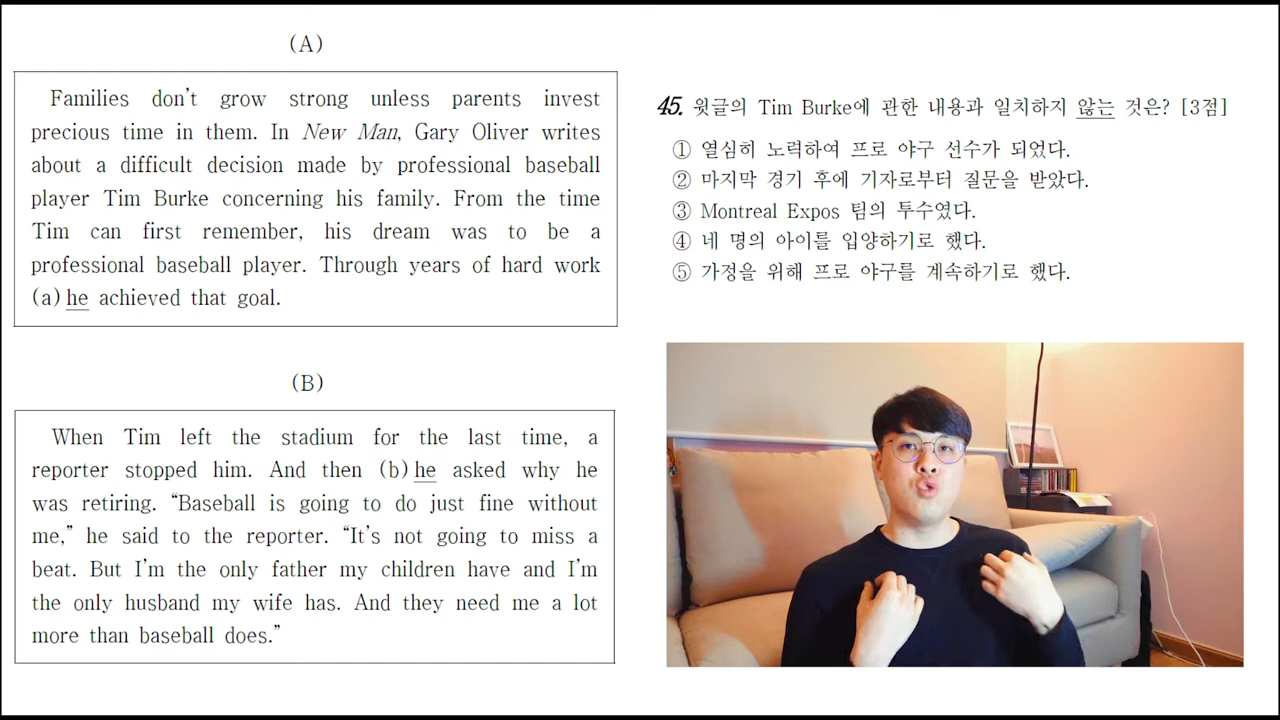 (A)
Families don't grow strong unless parents invest
precious time in them. In New Man, Gary Oliver writes
about a difficult decision made by professional baseball
player Tim Burke concerning his family. From the time
Tim can first remember, his dream was to be a
professional baseball player. Through years of hard work
(a) he achieved that goal.
(B)
When Tim left the stadium for the last time, a
reporter stopped him. And then (b) he asked why he
was retiring. “Baseball is going to do just fine without
me,” he said to the reporter. “It's not going to miss a
beat. But I'm the only father my children have and I'm
the only husband my wife has. And they need me a lot
more than baseball does.”
45. 윗글의 Tim Burke에 관한 내용과 일치하지 않는 것은? [3점]
① 열심히 노력하여 프로 야구 선수가 되었다.
② 마지막 경기 후에 기자로부터 질문을 받았다.
③ Montreal Expos 팀의 투수였다.
④ 네 명의 아이를 입양하기로 했다.
⑤ 가정을 위해 프로 야구를 계속하기로 했다.